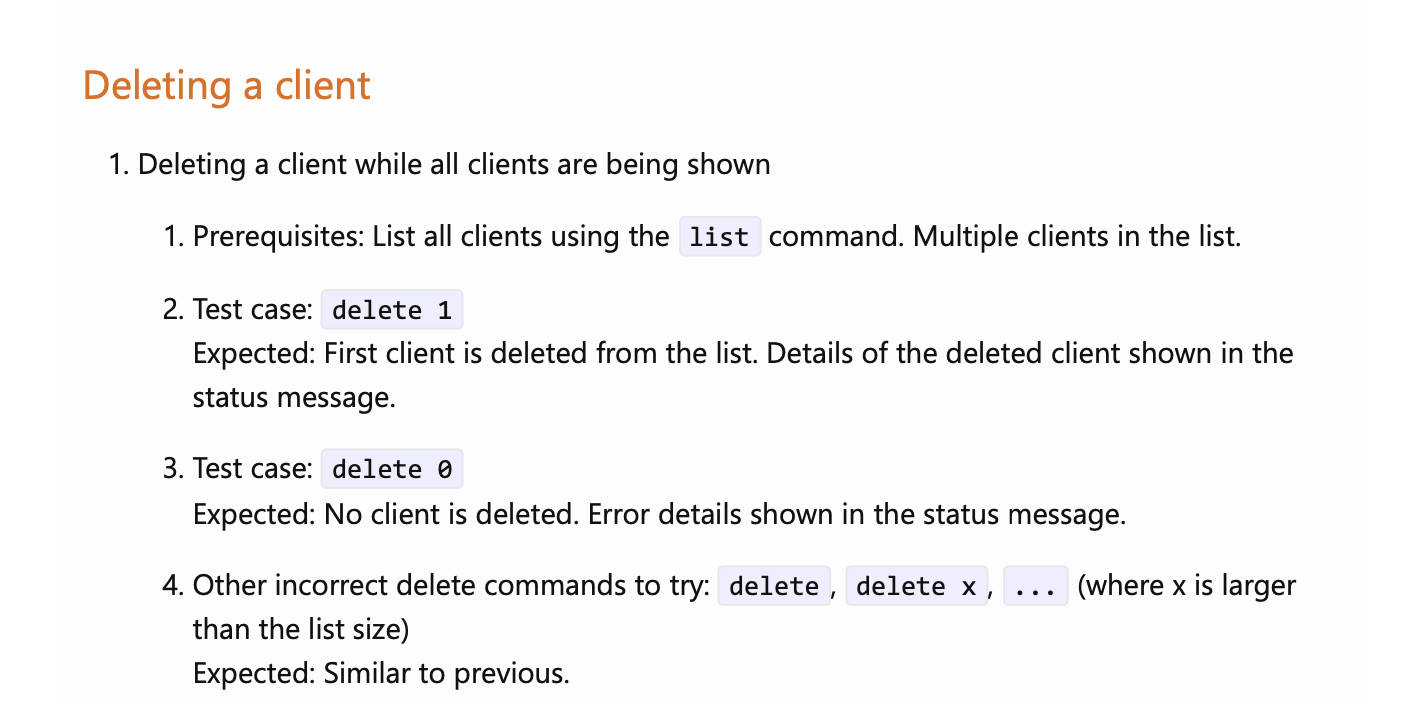 Deleting a client
1. Deleting a client while all clients are being shown
1. Prerequisites: List all clients using the list command. Multiple clients in the list.
2. Test case: delete 1
Expected: First client is deleted from the list. Details of the deleted client shown in the
status message.
3. Test case: delete 0
Expected: No client is deleted. Error details shown in the status message.
4. Other incorrect delete commands to try: delete, delete x, ... (where x is larger
than the list size)
Expected: Similar to previous.